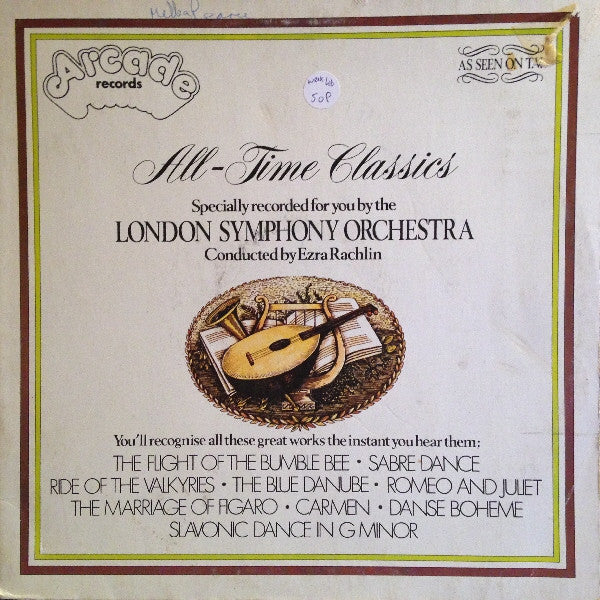 Arcade
records
AS SEEN ON T.V.
50P
All-Time Classics
Specially recorded for you by the
LONDON SYMPHONY ORCHESTRA
Conducted by Ezra Rachlin
You'll recognise all these great works the instant you hear them;
THE FLIGHT OF THE BUMBLE BEE • SABRE DANCE
RIDE OF THE VALKYRIES • THE BLUE DANUBE • ROMEO AND JULIET
THE MARRIAGE OF FIGARO • CARMEN • DANSE BOHEME
SLAVONIC DANCE IN G MINOR